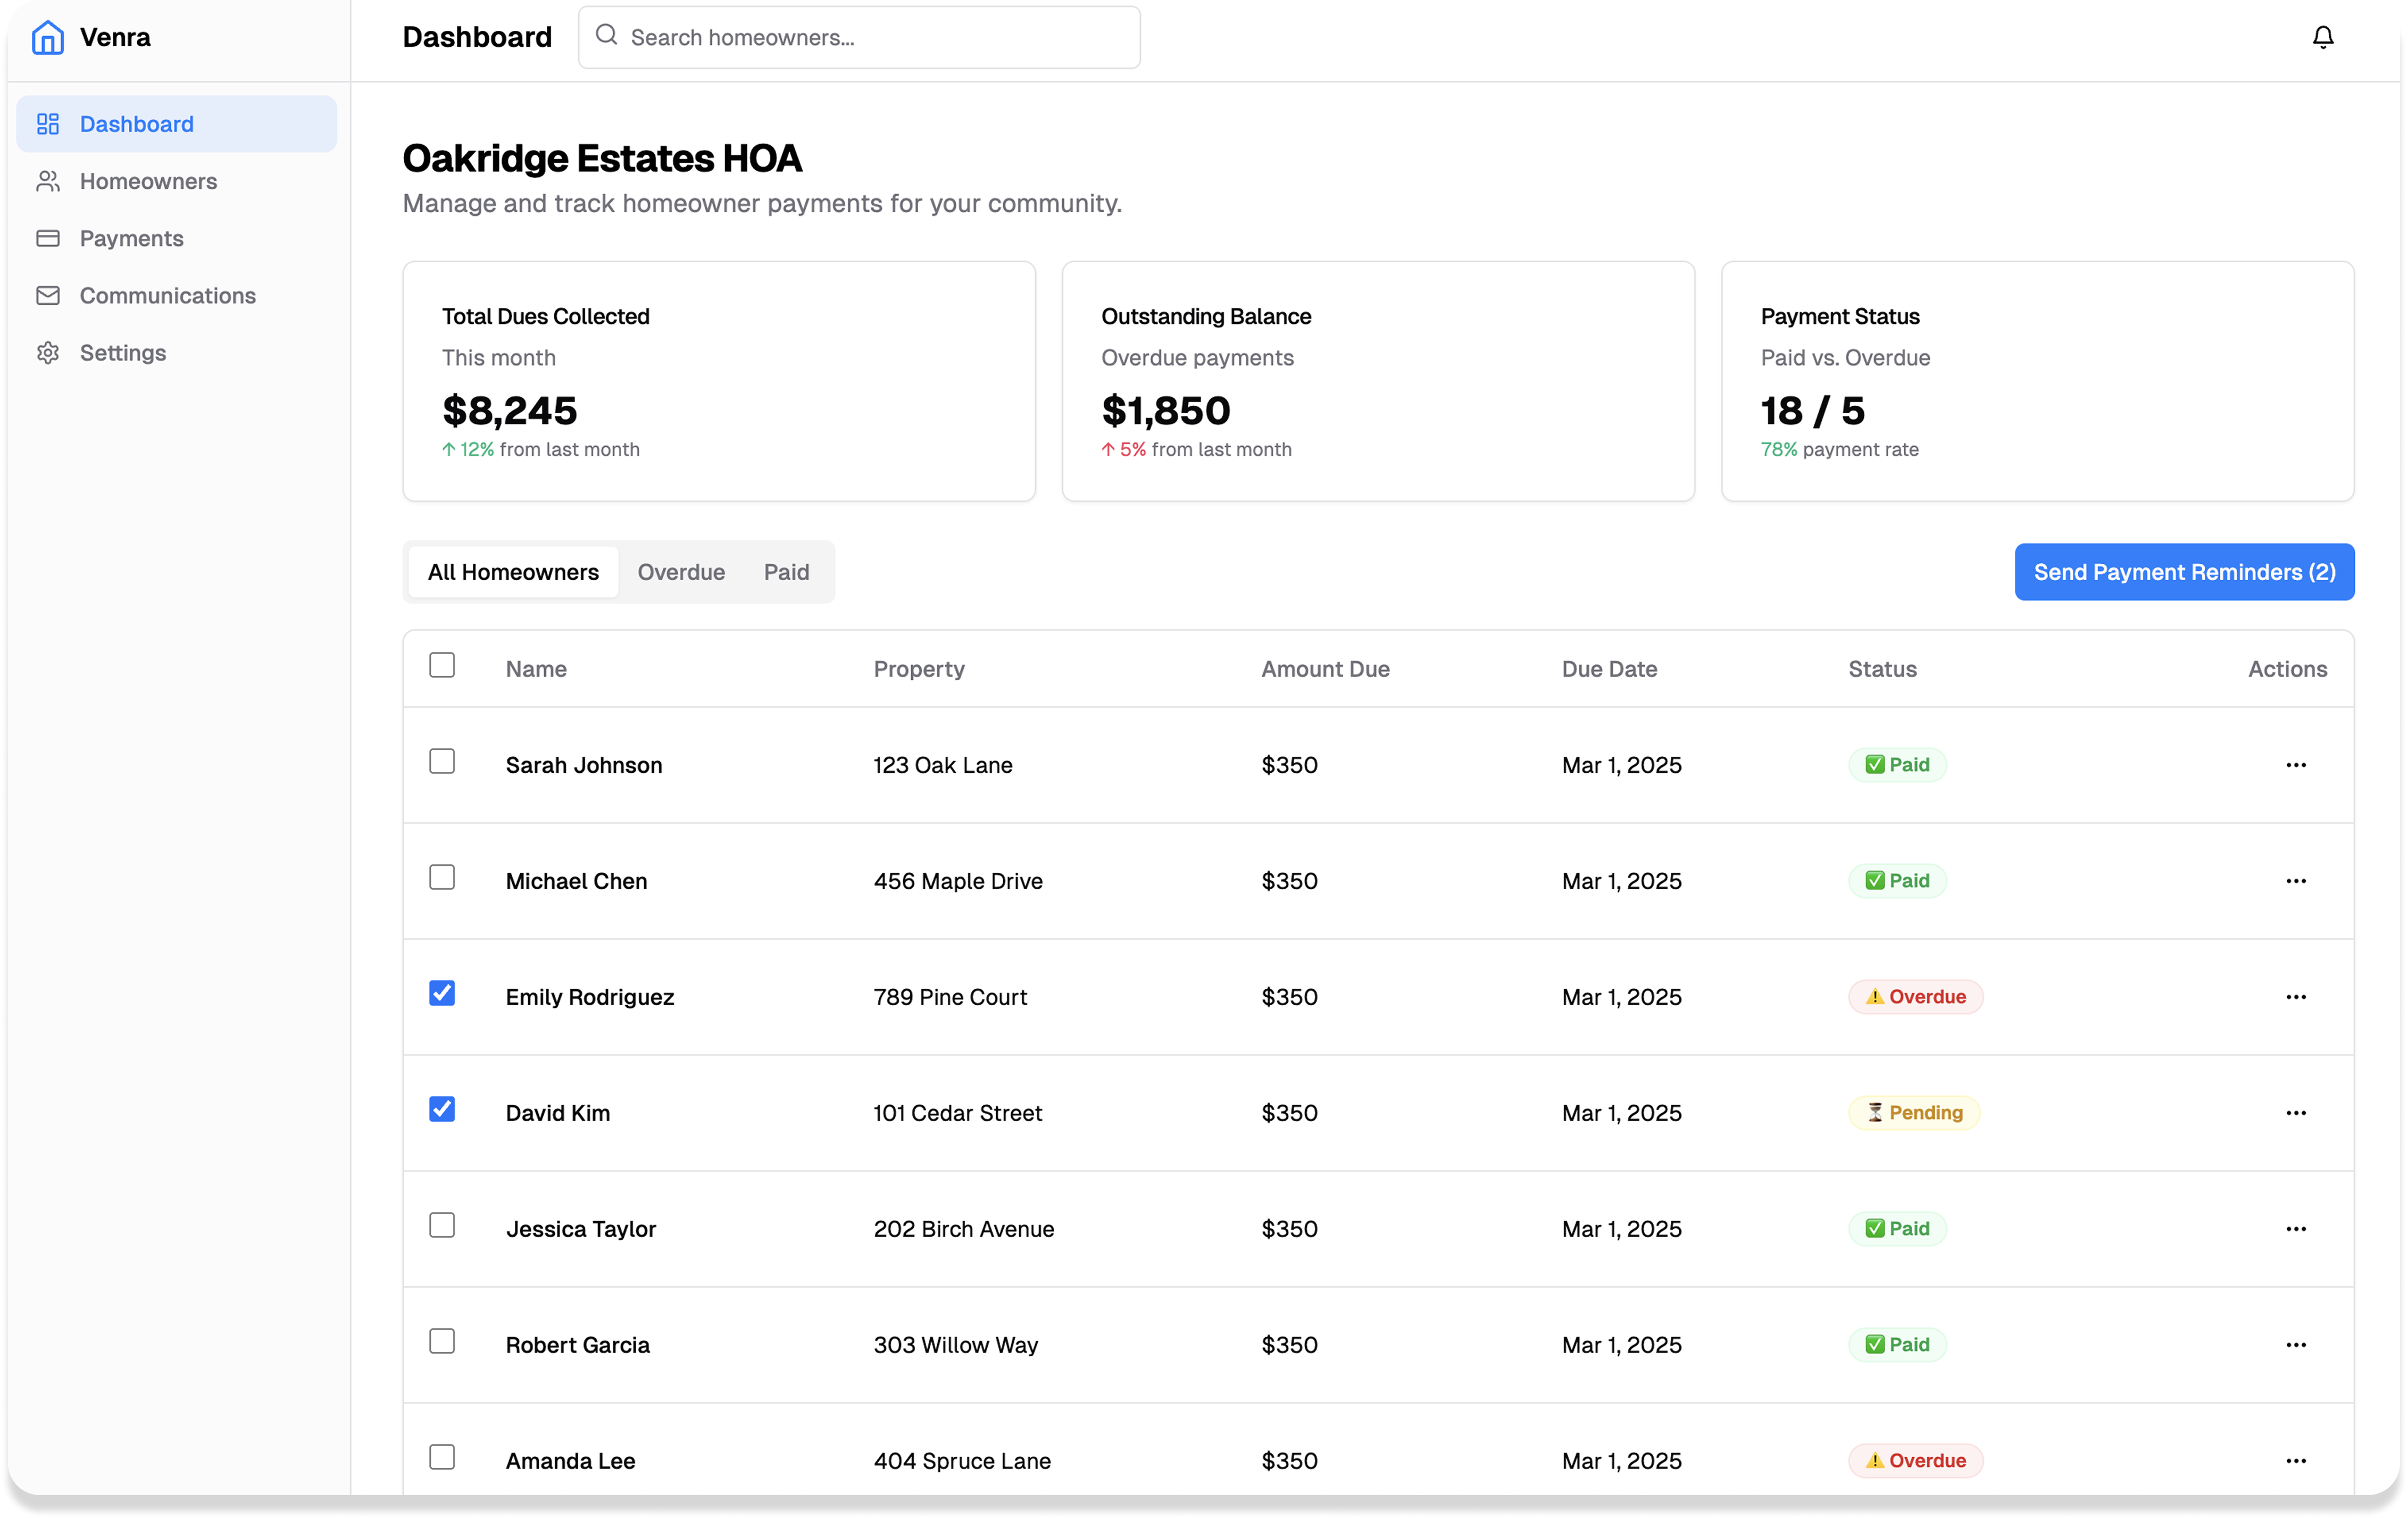 Venra
Dashboard
Search homeowners...
Dashboard
Homeowners
Payments
Communications
Settings
Oakridge Estates HOA
Manage and track homeowner payments for your community.
Total Dues Collected
This month
$8,245
↑ 12% from last month
Outstanding Balance
Overdue payments
$1,850
↑ 5% from last month
Payment Status
Paid vs. Overdue
18 / 5
78% payment rate
All Homeowners Overdue Paid
Send Payment Reminders (2)
Name Property Amount Due Due Date Status Actions
Sarah Johnson 123 Oak Lane $350 Mar 1, 2025 ✅ Paid ...
Michael Chen 456 Maple Drive $350 Mar 1, 2025 ✅ Paid ...
Emily Rodriguez 789 Pine Court $350 Mar 1, 2025 ⚠️ Overdue ...
David Kim 101 Cedar Street $350 Mar 1, 2025 ⏳ Pending ...
Jessica Taylor 202 Birch Avenue $350 Mar 1, 2025 ✅ Paid ...
Robert Garcia 303 Willow Way $350 Mar 1, 2025 ✅ Paid ...
Amanda Lee 404 Spruce Lane $350 Mar 1, 2025 ⚠️ Overdue ...